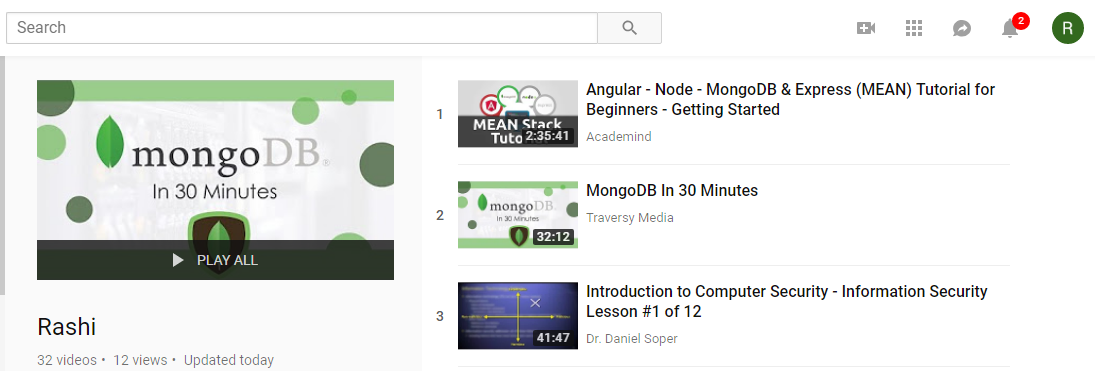 Search
2
R
mongoDB®
In 30 Minutes
PLAY ALL
Rashi
32 videos • 12 views • Updated today
1
MEAN Stack
2:35:41
Angular - Node - MongoDB & Express (MEAN) Tutorial for
Beginners - Getting Started
Academind
2
mongoDB
In 30 Minutes
32:12
MongoDB In 30 Minutes
Traversy Media
3
41:47
Introduction to Computer Security - Information Security
Lesson #1 of 12
Dr. Daniel Soper